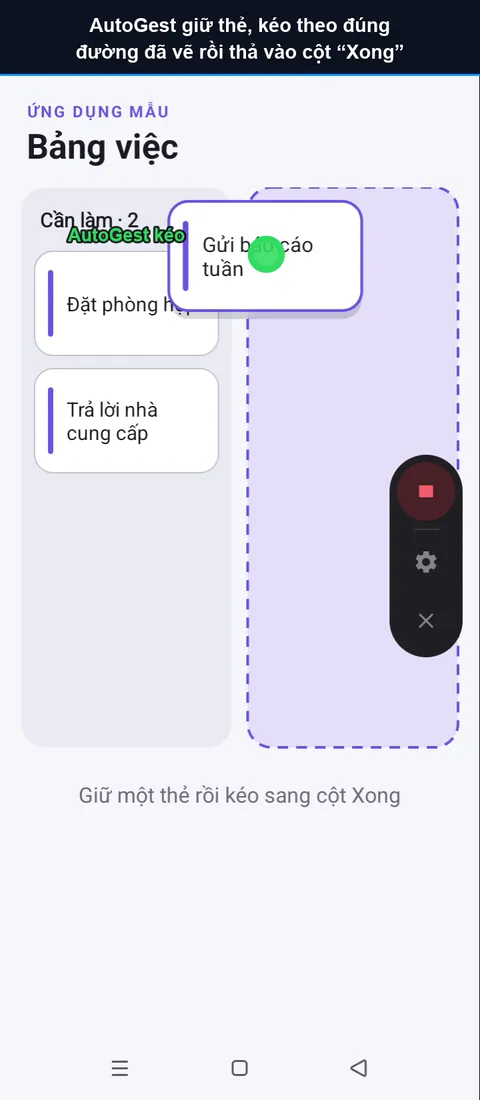 AutoGest giữ thẻ, kéo theo đúng
đường đã vẽ rồi thả vào cột “Xong”
ỨNG DỤNG MẪU
Bảng việc
Cần làm · 2
AutoGest kéo
Gửi báo cáo
tuần
Đặt phòng họp
Trả lời nhà
cung cấp
Giữ một thẻ rồi kéo sang cột Xong